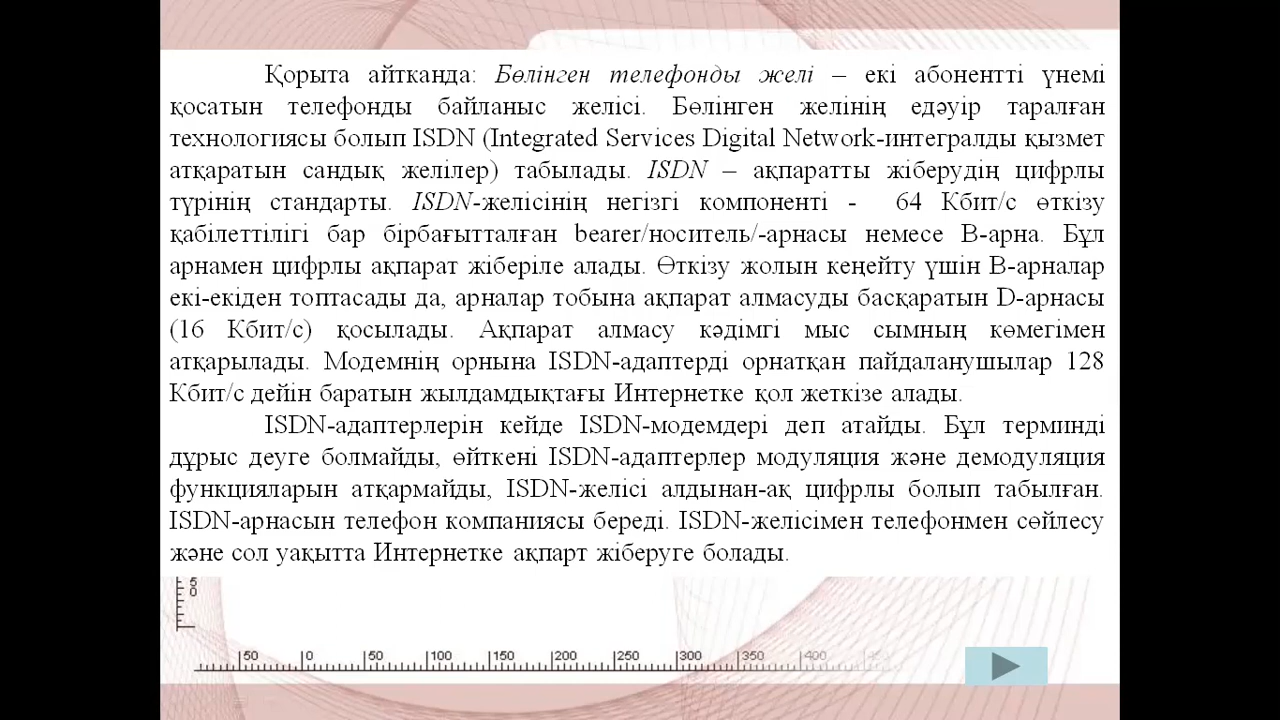 Қорыта айтқанда: Бөлінген телефонды желі – екі абонентті үнемі
қосатын телефонды байланыс желісі. Бөлінген желінің едәуір таралған
технологиясы болып ISDN (Integrated Services Digital Network-интегралды қызмет
атқаратын сандық желілер) табылады. ISDN – ақпаратты жіберудің цифрлы
түрінің стандарты. ISDN-желісінің негізгі компоненті - 64 Кбит/с өткізу
қабілеттілігі бар бірбағытталған bearer/носитель/-арнасы немесе В-арна. Бұл
арнамен цифрлы ақпарат жіберіле алады. Өткізу жолын кеңейту үшін В-арналар
екі-екіден топтасады да, арналар тобына ақпарат алмасуды басқаратын D-арнасы
(16 Кбит/с) қосылады. Ақпарат алмасу кәдімгі мыс сымның көмегімен
атқарылады. Модемнің орнына ISDN-адаптерді орнатқан пайдаланушылар 128
Кбит/с дейін баратын жылдамдықтағы Интернетке қол жеткізе алады.
ISDN-адаптерлерін кейде ISDN-модемдері деп атайды. Бұл терминді
дұрыс деуге болмайды, өйткені ISDN-адаптерлер модуляция және демодуляция
функцияларын атқармайды, ISDN-желісі алдынан-ақ цифрлы болып табылған.
ISDN-арнасын телефон компаниясы береді. ISDN-желісімен телефонмен сөйлесу
және сол уақытта Интернетке ақпарт жіберуге болады.
5
0
50 0 50 100 150 200 250 300 350 400 450